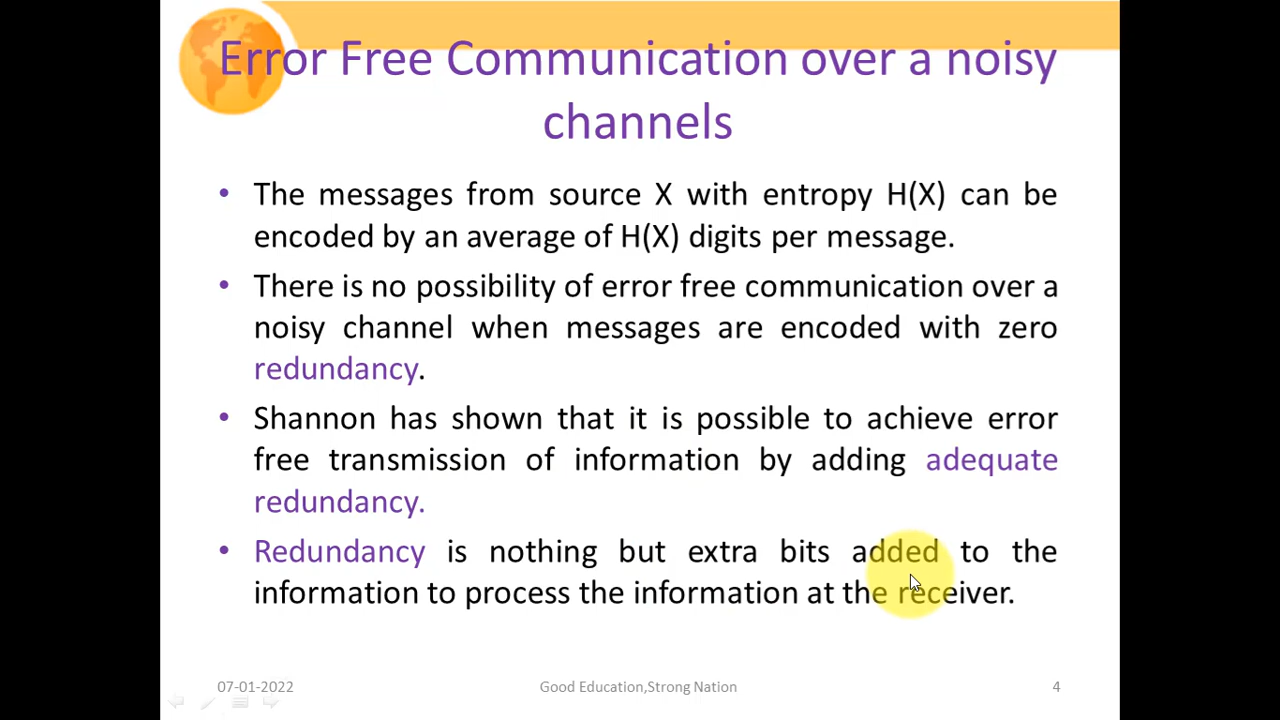 Error Free Communication over a noisy
channels
• The messages from source X with entropy H(X) can be
encoded by an average of H(X) digits per message.
• There is no possibility of error free communication over a
noisy channel when messages are encoded with zero
redundancy.
• Shannon has shown that it is possible to achieve error
free transmission of information by adding adequate
redundancy.
• Redundancy is nothing but extra bits added to the
information to process the information at the receiver.
07-01-2022 Good Education,Strong Nation 4